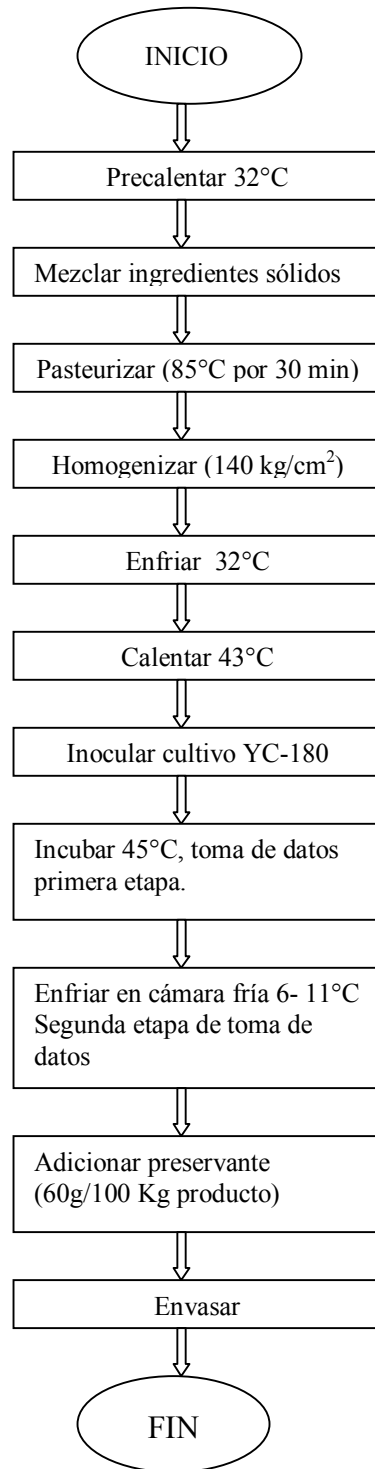 INICIO
Precalentar 32°C
Mezclar ingredientes sólidos
Pasteurizar (85°C por 30 min)
Homogenizar (140 kg/cm²)
Enfriar 32°C
Calentar 43°C
Inocular cultivo YC-180
Incubar 45°C, toma de datos
primera etapa.
Enfriar en cámara fría 6- 11°C
Segunda etapa de toma de
datos
Adicionar preservante
(60g/100 Kg producto)
Envasar
FIN